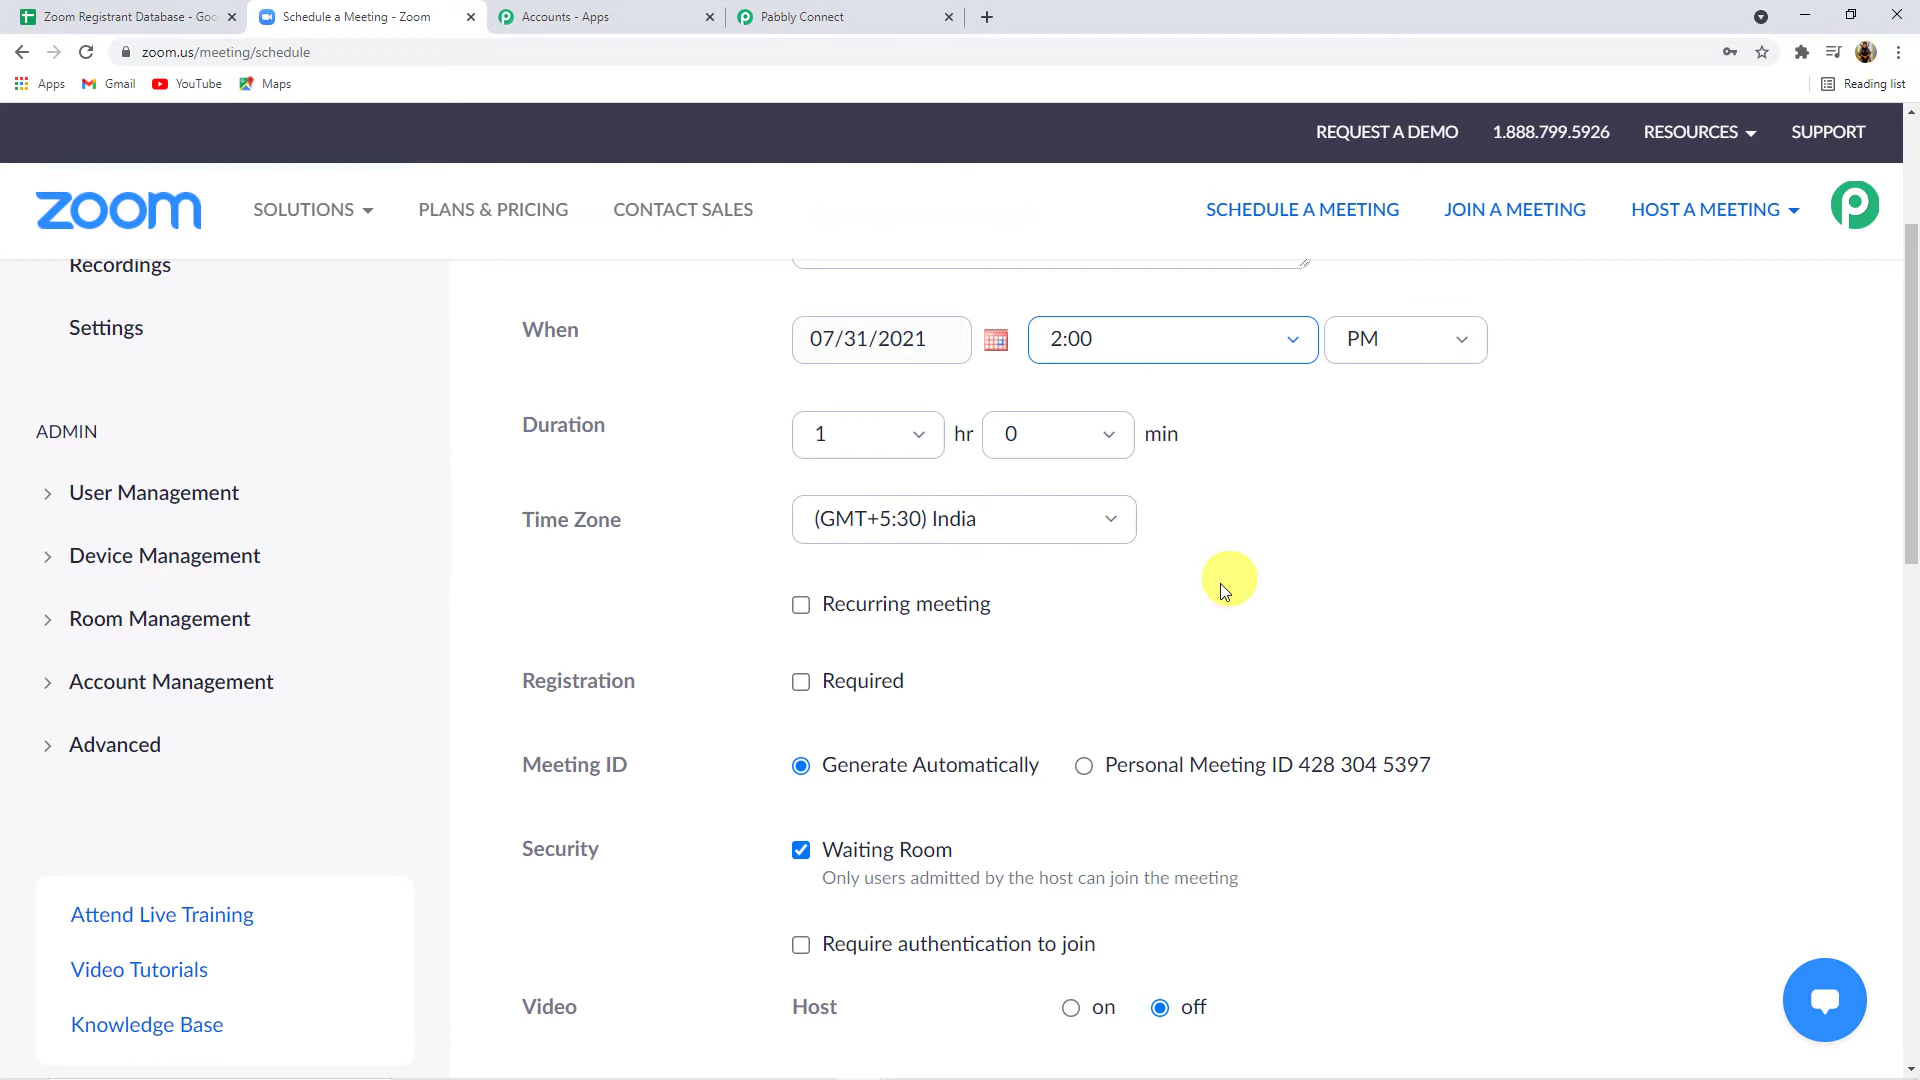 Zoom Registrant Database - Goo
Schedule a Meeting - Zoom
Accounts - Apps
Pabbly Connect
zoom.us/meeting/schedule
Apps
Gmail
YouTube
Maps
Reading list
REQUEST A DEMO
1.888.799.5926
RESOURCES
SUPPORT
zoom
SOLUTIONS
PLANS & PRICING
CONTACT SALES
SCHEDULE A MEETING
JOIN A MEETING
HOST A MEETING
Recordings
Settings
ADMIN
User Management
Device Management
Room Management
Account Management
Advanced
Attend Live Training
Video Tutorials
Knowledge Base
When
07/31/2021
2:00
PM
Duration
1
hr
0
min
Time Zone
(GMT+5:30) India
Recurring meeting
Registration
Required
Meeting ID
Generate Automatically
Personal Meeting ID 428 304 5397
Security
Waiting Room
Only users admitted by the host can join the meeting
Require authentication to join
Video
Host
on
off